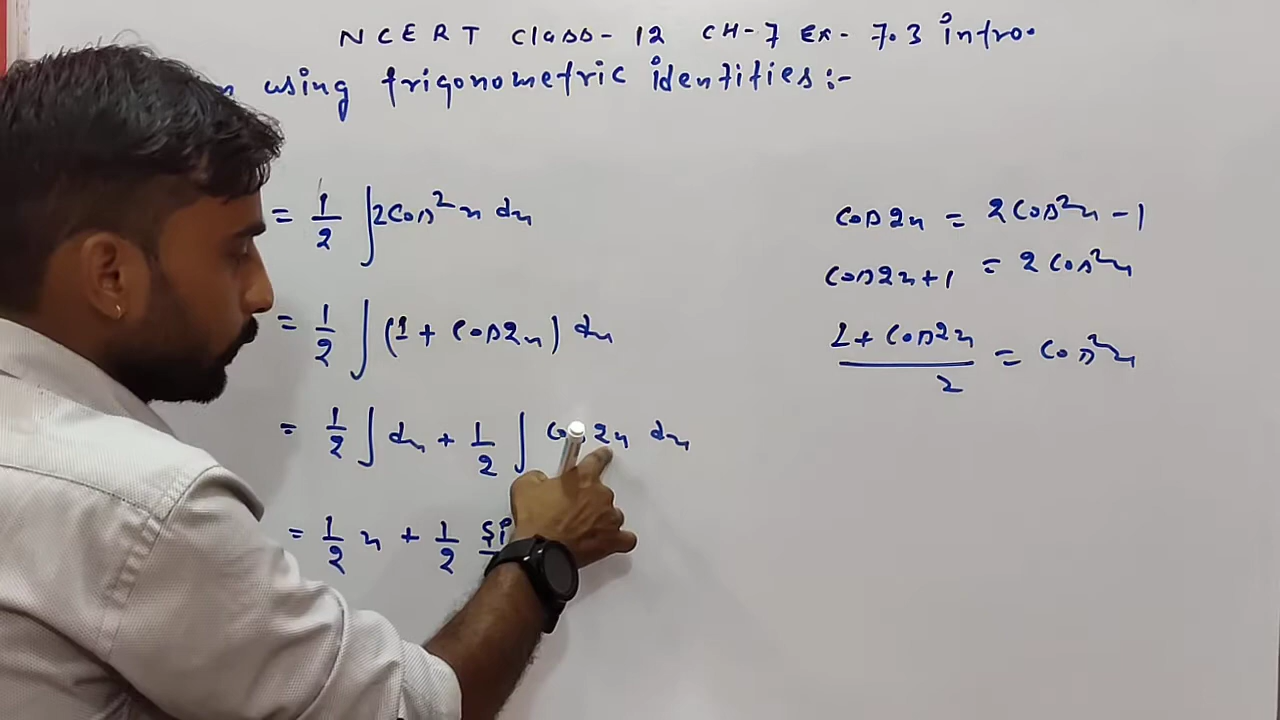 NCERT Class-12 CH-7 Ex-7.3 intro.
using trigonometric identities:-
= 1/2 ∫2Cos²x dx
= 1/2 ∫(1 + Cos2x) dx
= 1/2 ∫dx + 1/2 ∫ Cos 2x dx
= 1/2 x + 1/2
Cos2x = 2Cos²x - 1
Cos2x+1 = 2Cos²x
1 + Cos2x / 2 = Cos²x